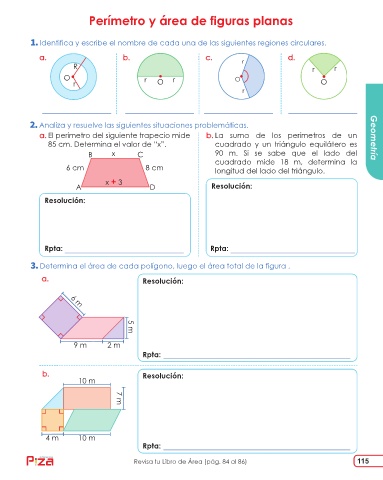 Perímetro y área de figuras planas
1. Identifica y escribe el nombre de cada una de las siguientes regiones circulares.
a. b. c. d.
R O r
r O r
r O r
r r O
Geometría
2. Analiza y resuelve las siguientes situaciones problemáticas.
a. El perímetro del siguiente trapecio mide
85 cm. Determina el valor de “x”.
B x C
6 cm 8 cm
x + 3
A D
Resolución:
Rpta:
b. La suma de los perímetros de un
cuadrado y un triángulo equilátero es
90 m. Si se sabe que el lado del
cuadrado mide 18 m, determina la
longitud del lado del triángulo.
Resolución:
Rpta:
3. Determina el área de cada polígono, luego el área total de la figura .
a.
6 m
5 m
9 m 2 m
Resolución:
Rpta:
b.
10 m
7 m
4 m 10 m
Resolución:
Rpta:
Pizza
Revisa tu Libro de Área (pág. 84 al 86)
115